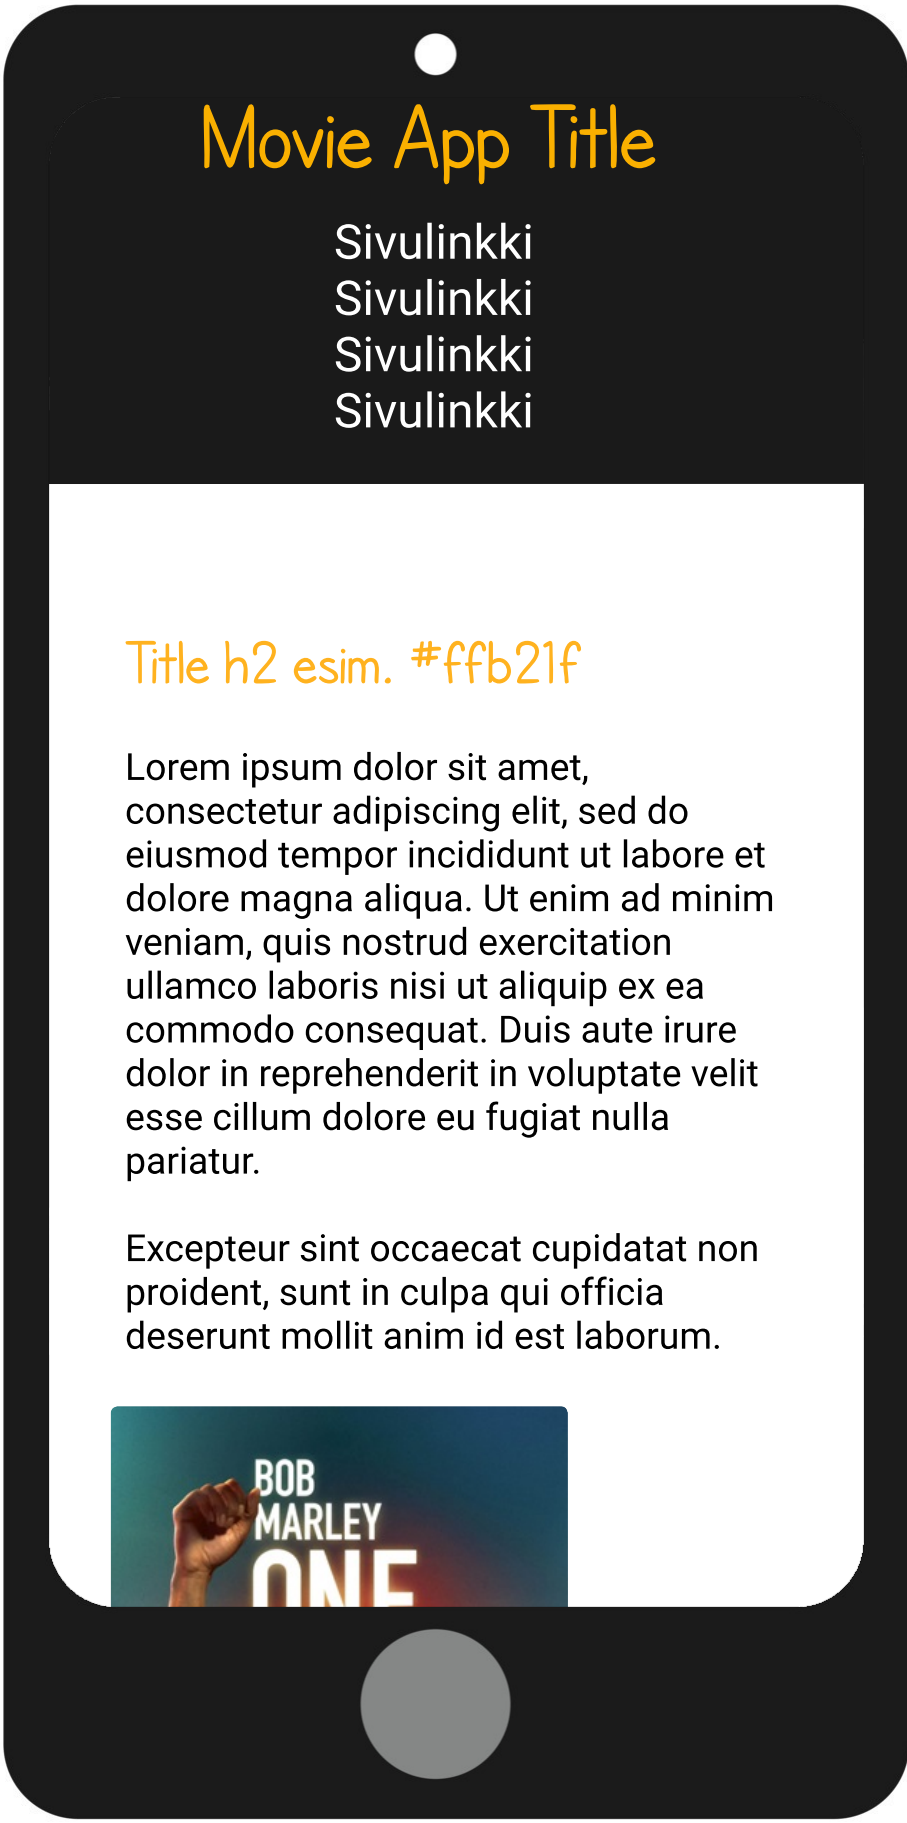 Movie App Title
Sivulinkki
Sivulinkki
Sivulinkki
Sivulinkki
Title h2 esim. #ffb21f
Lorem ipsum dolor sit amet,
consectetur adipiscing elit, sed do
eiusmod tempor incididunt ut labore et
dolore magna aliqua. Ut enim ad minim
veniam, quis nostrud exercitation
ullamco laboris nisi ut aliquip ex ea
commodo consequat. Duis aute irure
dolor in reprehenderit in voluptate velit
esse cillum dolore eu fugiat nulla
pariatur.
Excepteur sint occaecat cupidatat non
proident, sunt in culpa qui officia
deserunt mollit anim id est laborum.
BOB
MARLEY
ONE